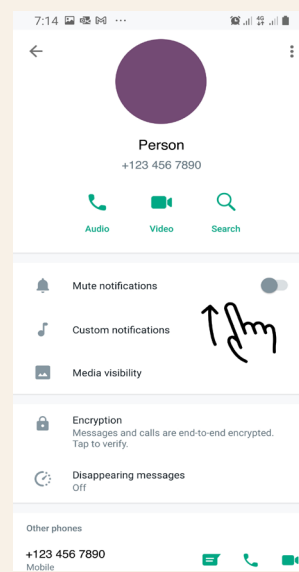 7:14
4G
Person
+123 456 7890
Audio Video Search
Mute notifications
Custom notifications
Media visibility
Encryption
Messages and calls are end-to-end encrypted.
Tap to verify.
Disappearing messages
Off
Other phones
+123 456 7890
Mobile